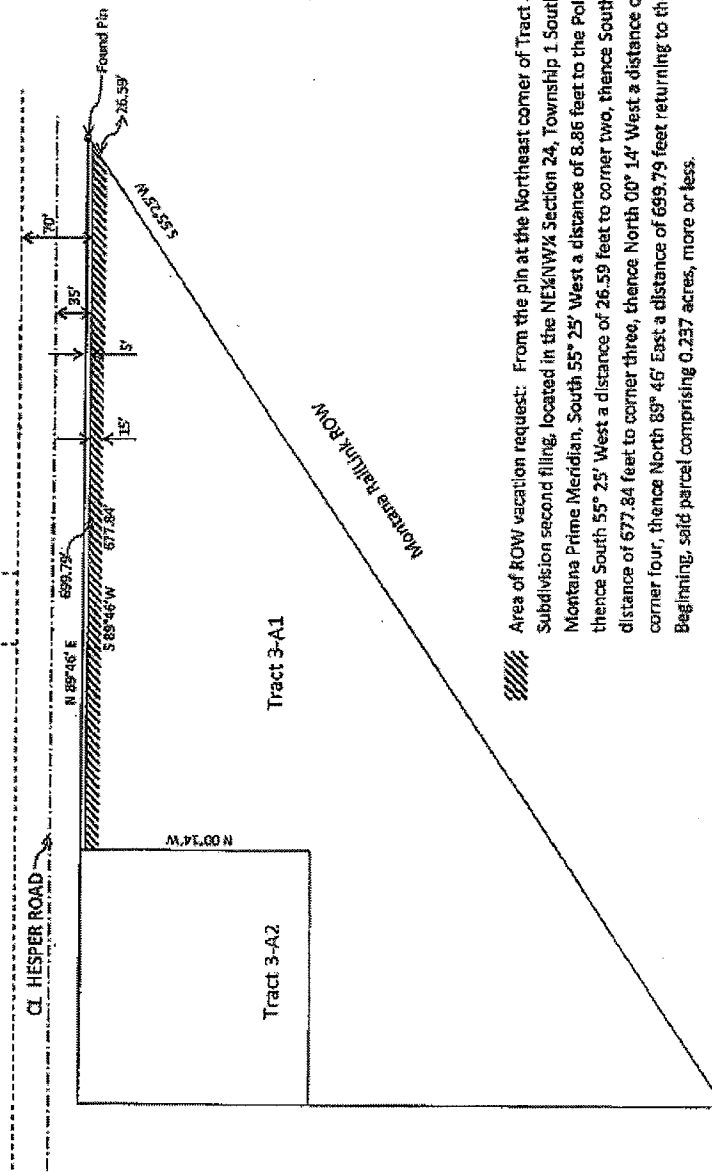 CL HESPER ROAD
N 89°46' E
699.79'
S 89°46'W
677.84'
15'
5'
35'
70'
Found Pin
26.59'
S 55°25'W
Montana RailLink ROW
N 00°14' W
Tract 3-A2
Tract 3-A1
Area of ROW vacation request: From the pin at the Northeast corner of Tract
Subdivision second filing, located in the NE¼NW¼ Section 24, Township 1 Sout
Montana Prime Meridian, South 55° 25' West a distance of 8.86 feet to the Poi
thence South 55° 25' West a distance of 26.59 feet to corner two, thence Sout
distance of 677.84 feet to corner three, thence North 00° 14' West a distance o
corner four, thence North 89° 46' East a distance of 699.79 feet returning to th
Beginning, said parcel comprising 0.237 acres, more or less.